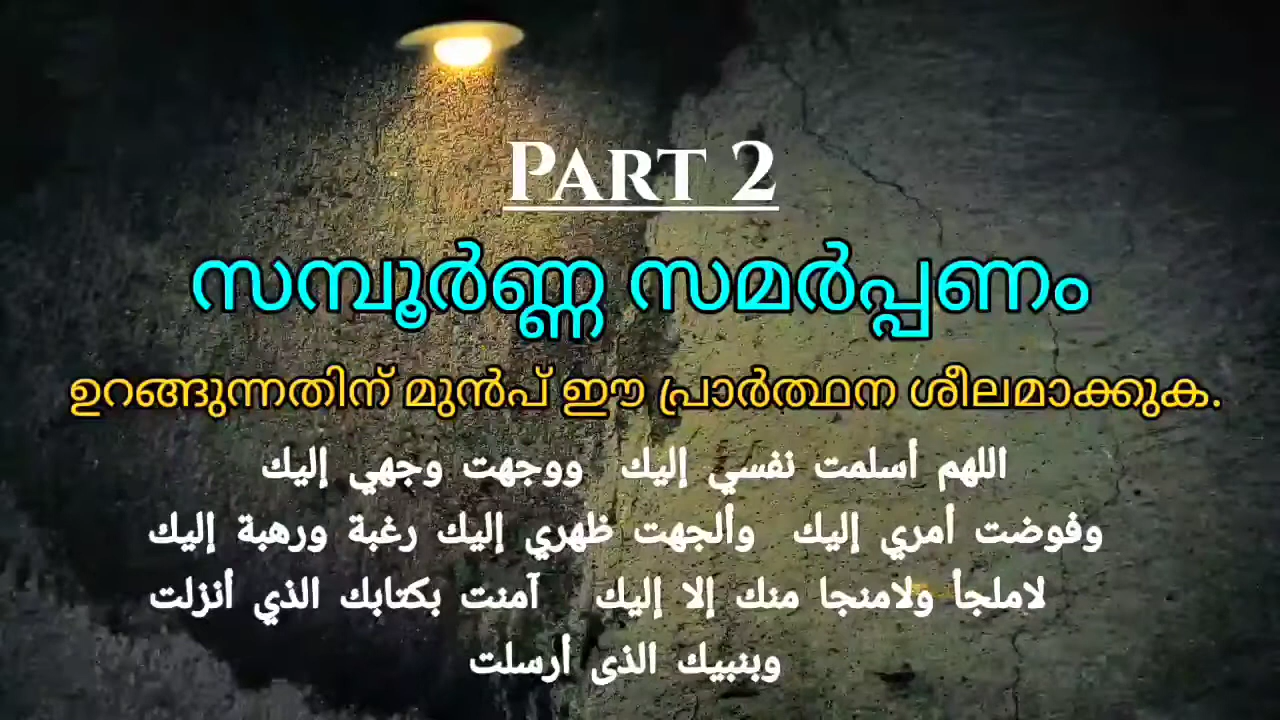 PART 2
സമ്പൂർണ്ണ സമർപ്പണം
ഉറങ്ങുന്നതിന് മുൻപ് ഈ പ്രാർത്ഥന ശീലമാക്കുക.
اللهم أسلمت نفسي إليك ووجهت وجهي إليك
وفوضت أمري إليك وألجهت ظهري إليك رغبة ورهبة إليك
لاملجأ ولامنجا منك إلا إليك آمنت بكتابك الذي أنزلت
وبنبيك الذى أرسلت